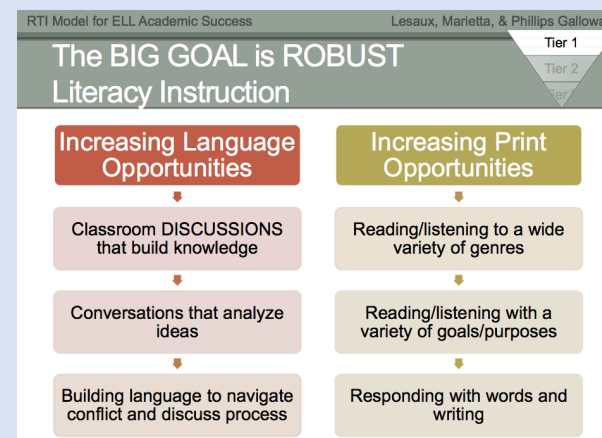 RTI Model for ELL Academic Success
Lesaux, Marietta, & Phillips Gallowa
Tier 1
Tier 2
The BIG GOAL is ROBUST
Literacy Instruction
Increasing Language
Opportunities
Classroom DISCUSSIONS
that build knowledge
Conversations that analyze
ideas
Building language to navigate
conflict and discuss process
Increasing Print
Opportunities
Reading/listening to a wide
variety of genres
Reading/listening with a
variety of goals/purposes
Responding with words and
writing